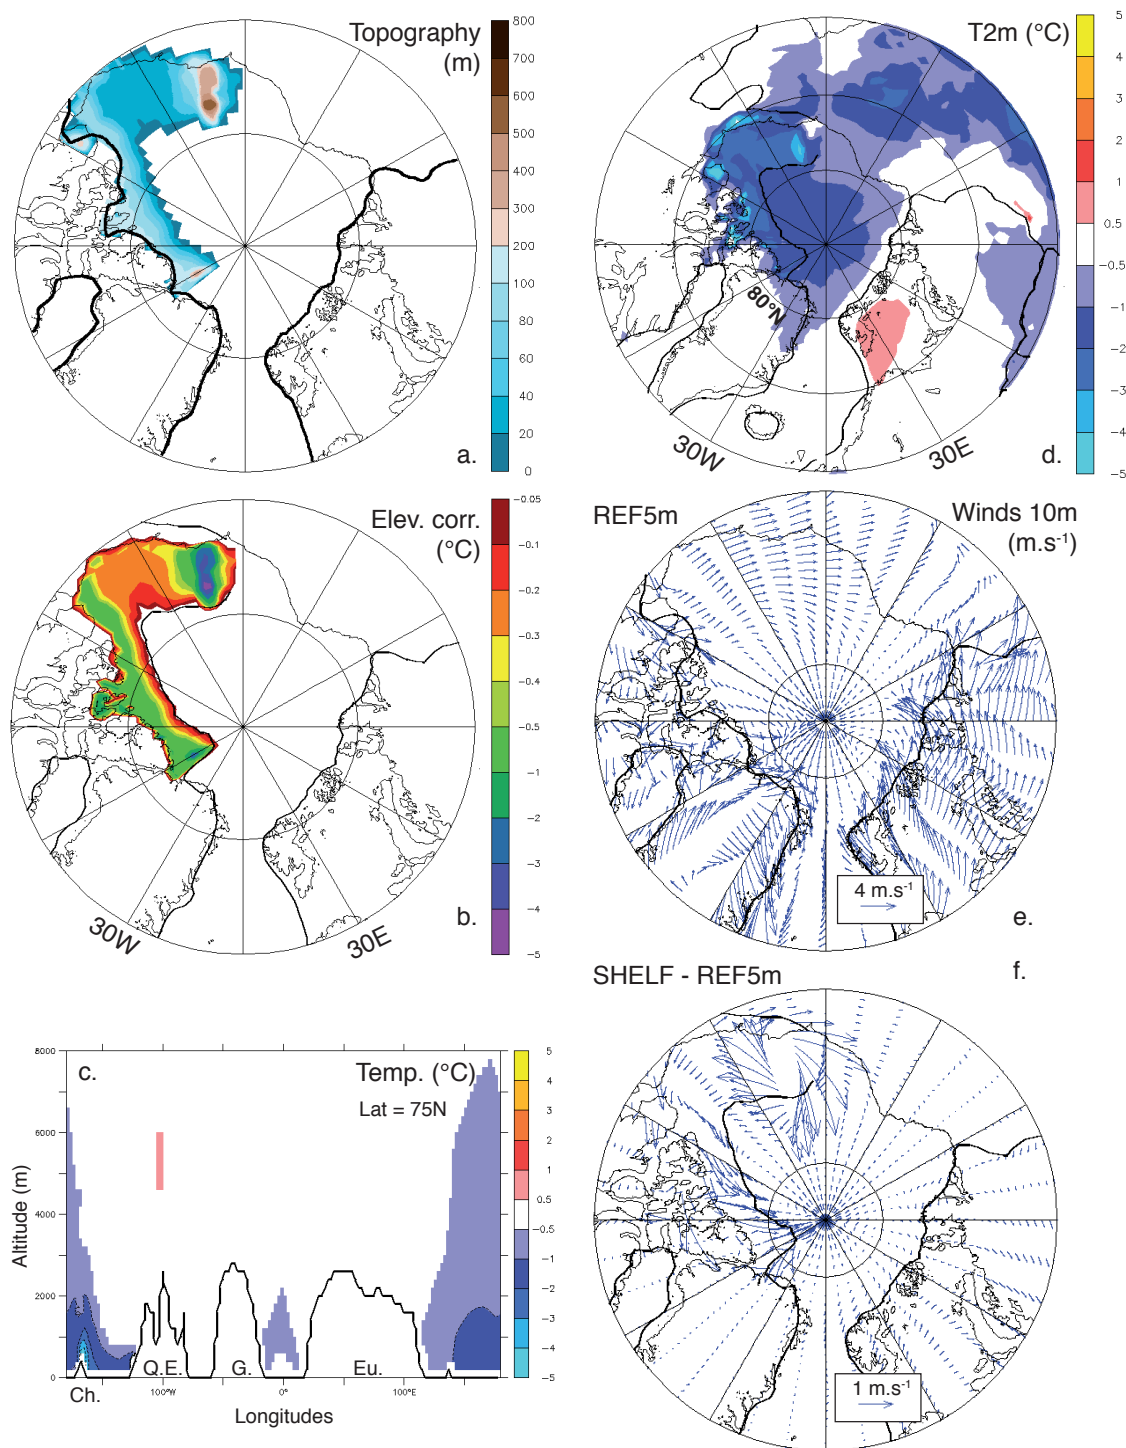 Topography
(m)
800
700
600
500
400
300
200
100
80
60
40
20
0
a.
T2m (°C)
5
4
3
2
1
0.5
−0.5
−1
−2
−3
−4
−5
80°N
30W
30E
d.
Elev. corr.
(°C)
−0.05
−0.1
−0.2
−0.3
−0.4
−0.5
−1
−2
−3
−4
−5
30W
30E
b.
REF5m
Winds 10m
(m.s-1)
4 m.s-1
e.
c.
Temp. (°C)
Lat = 75N
8000
6000
4000
2000
0
Altitude (m)
Q.E.
G.
Eu.
Ch.
100°W
0°
100°E
Longitudes
5
4
3
2
1
0.5
−0.5
−1
−2
−3
−4
−5
SHELF - REF5m
f.
1 m.s-1